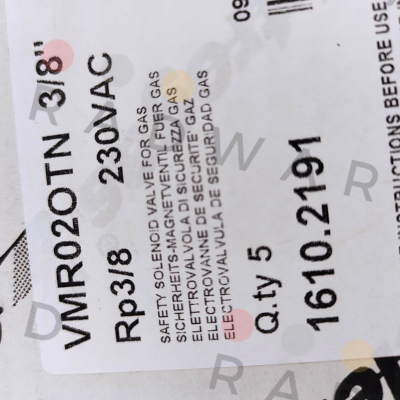 VMR02OTN 3/8"
Rp3/8 230VAC
SAFETY SOLENOID VALVE FOR GAS
SICHERHEITS-MAGNETVENTIL FUER GAS
ELETTROVALVOLA DI SICUREZZA GAS
ELECTROVANNE DE SECURITE' GAZ
ELECTROVALVULA DE SEGURIDAD GAS
Q.ty 5
1610.2191
09
INSTRUCTIONS BEFORE USE